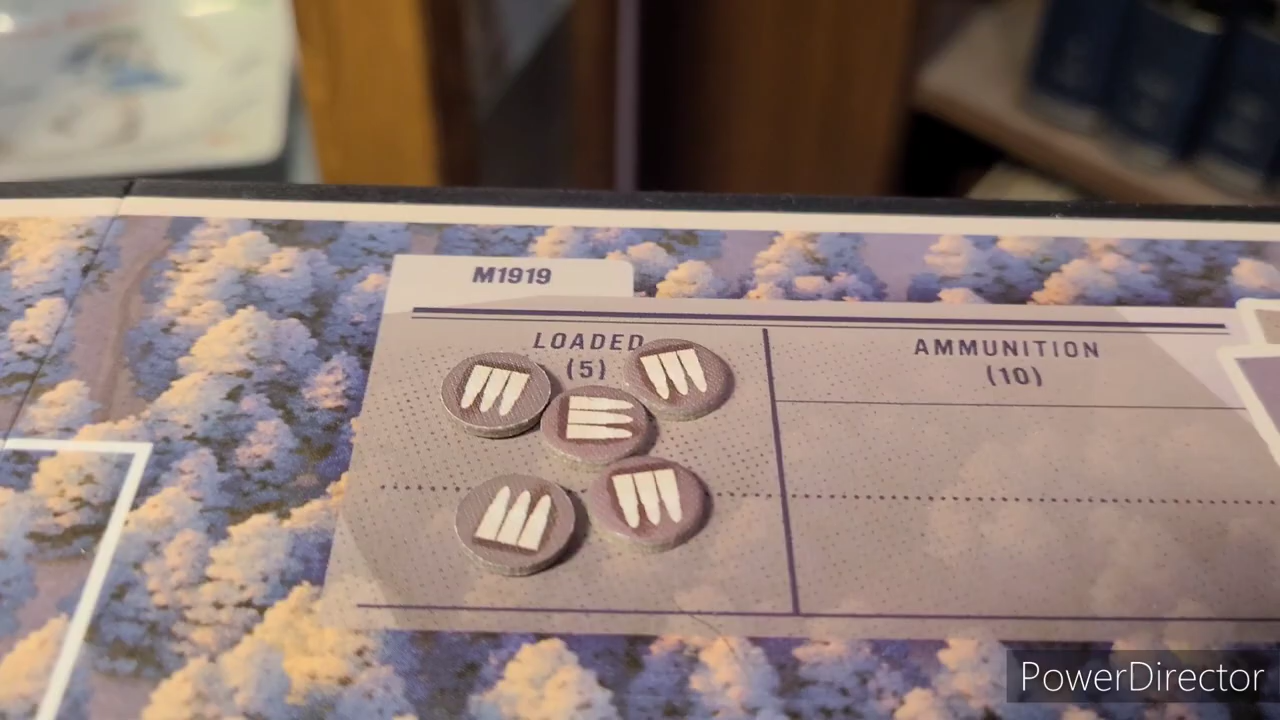 M1919
LOADED
(5)
AMMUNITION
(10)
PowerDirector